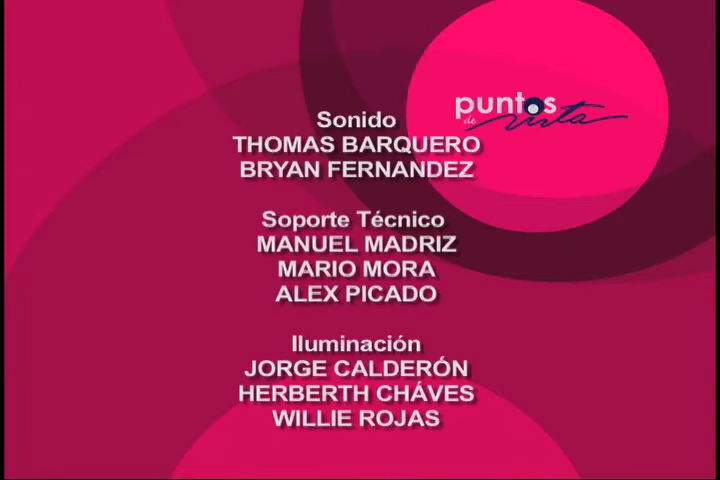 puntos
de vista
Sonido
THOMAS BARQUERO
BRYAN FERNANDEZ
Soporte Técnico
MANUEL MADRIZ
MARIO MORA
ALEX PICADO
Iluminación
JORGE CALDERÓN
HERBERTH CHÁVES
WILLIE ROJAS